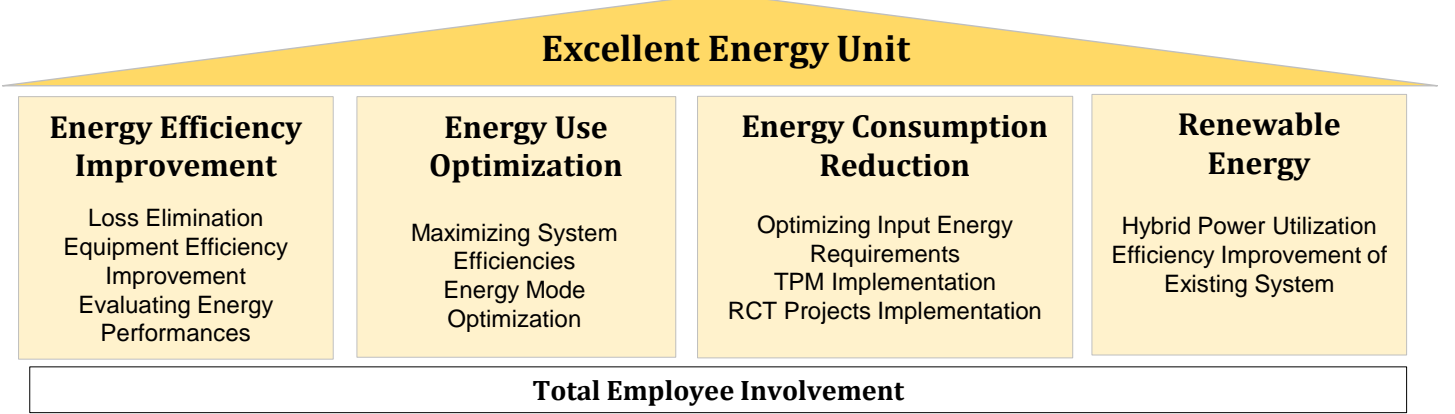 Excellent Energy Unit
Energy Efficiency
Improvement
Loss Elimination
Equipment Efficiency
Improvement
Evaluating Energy
Performances
Energy Use
Optimization
Maximizing System
Efficiencies
Energy Mode
Optimization
Energy Consumption
Reduction
Optimizing Input Energy
Requirements
TPM Implementation
RCT Projects Implementation
Renewable
Energy
Hybrid Power Utilization
Efficiency Improvement of
Existing System
Total Employee Involvement